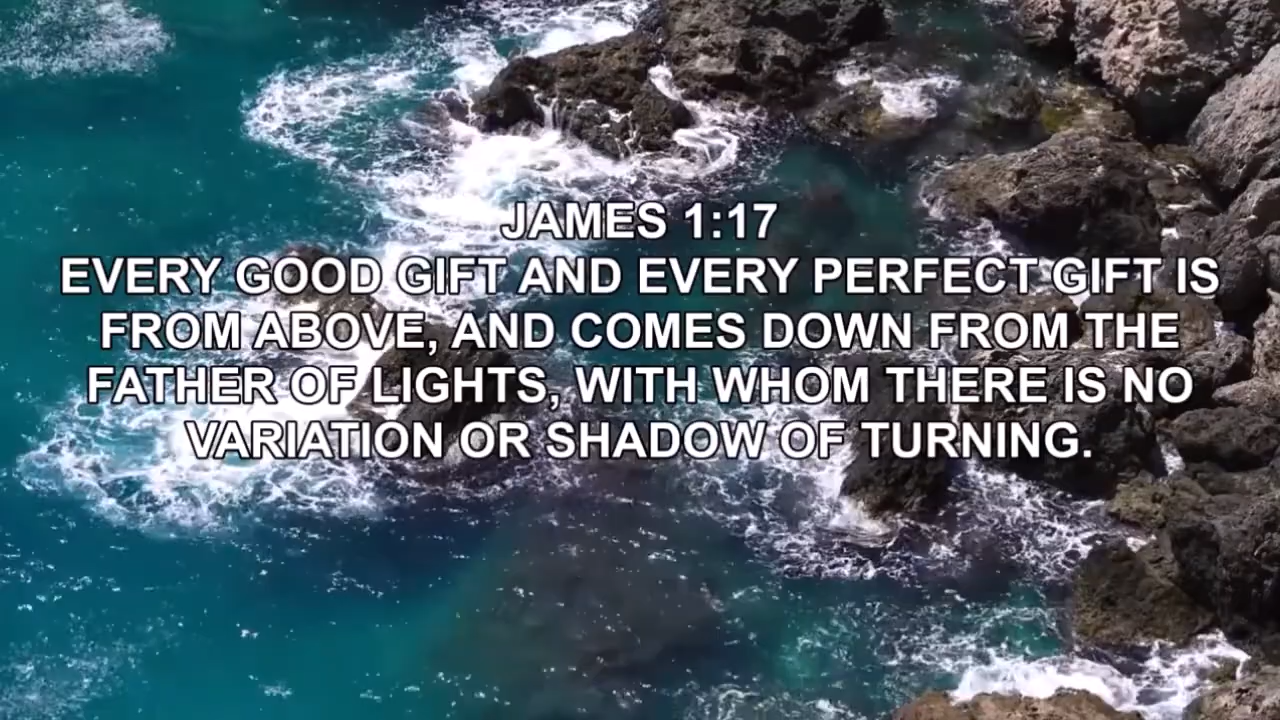 JAMES 1:17
EVERY GOOD GIFT AND EVERY PERFECT GIFT IS
FROM ABOVE, AND COMES DOWN FROM THE
FATHER OF LIGHTS, WITH WHOM THERE IS NO
VARIATION OR SHADOW OF TURNING.